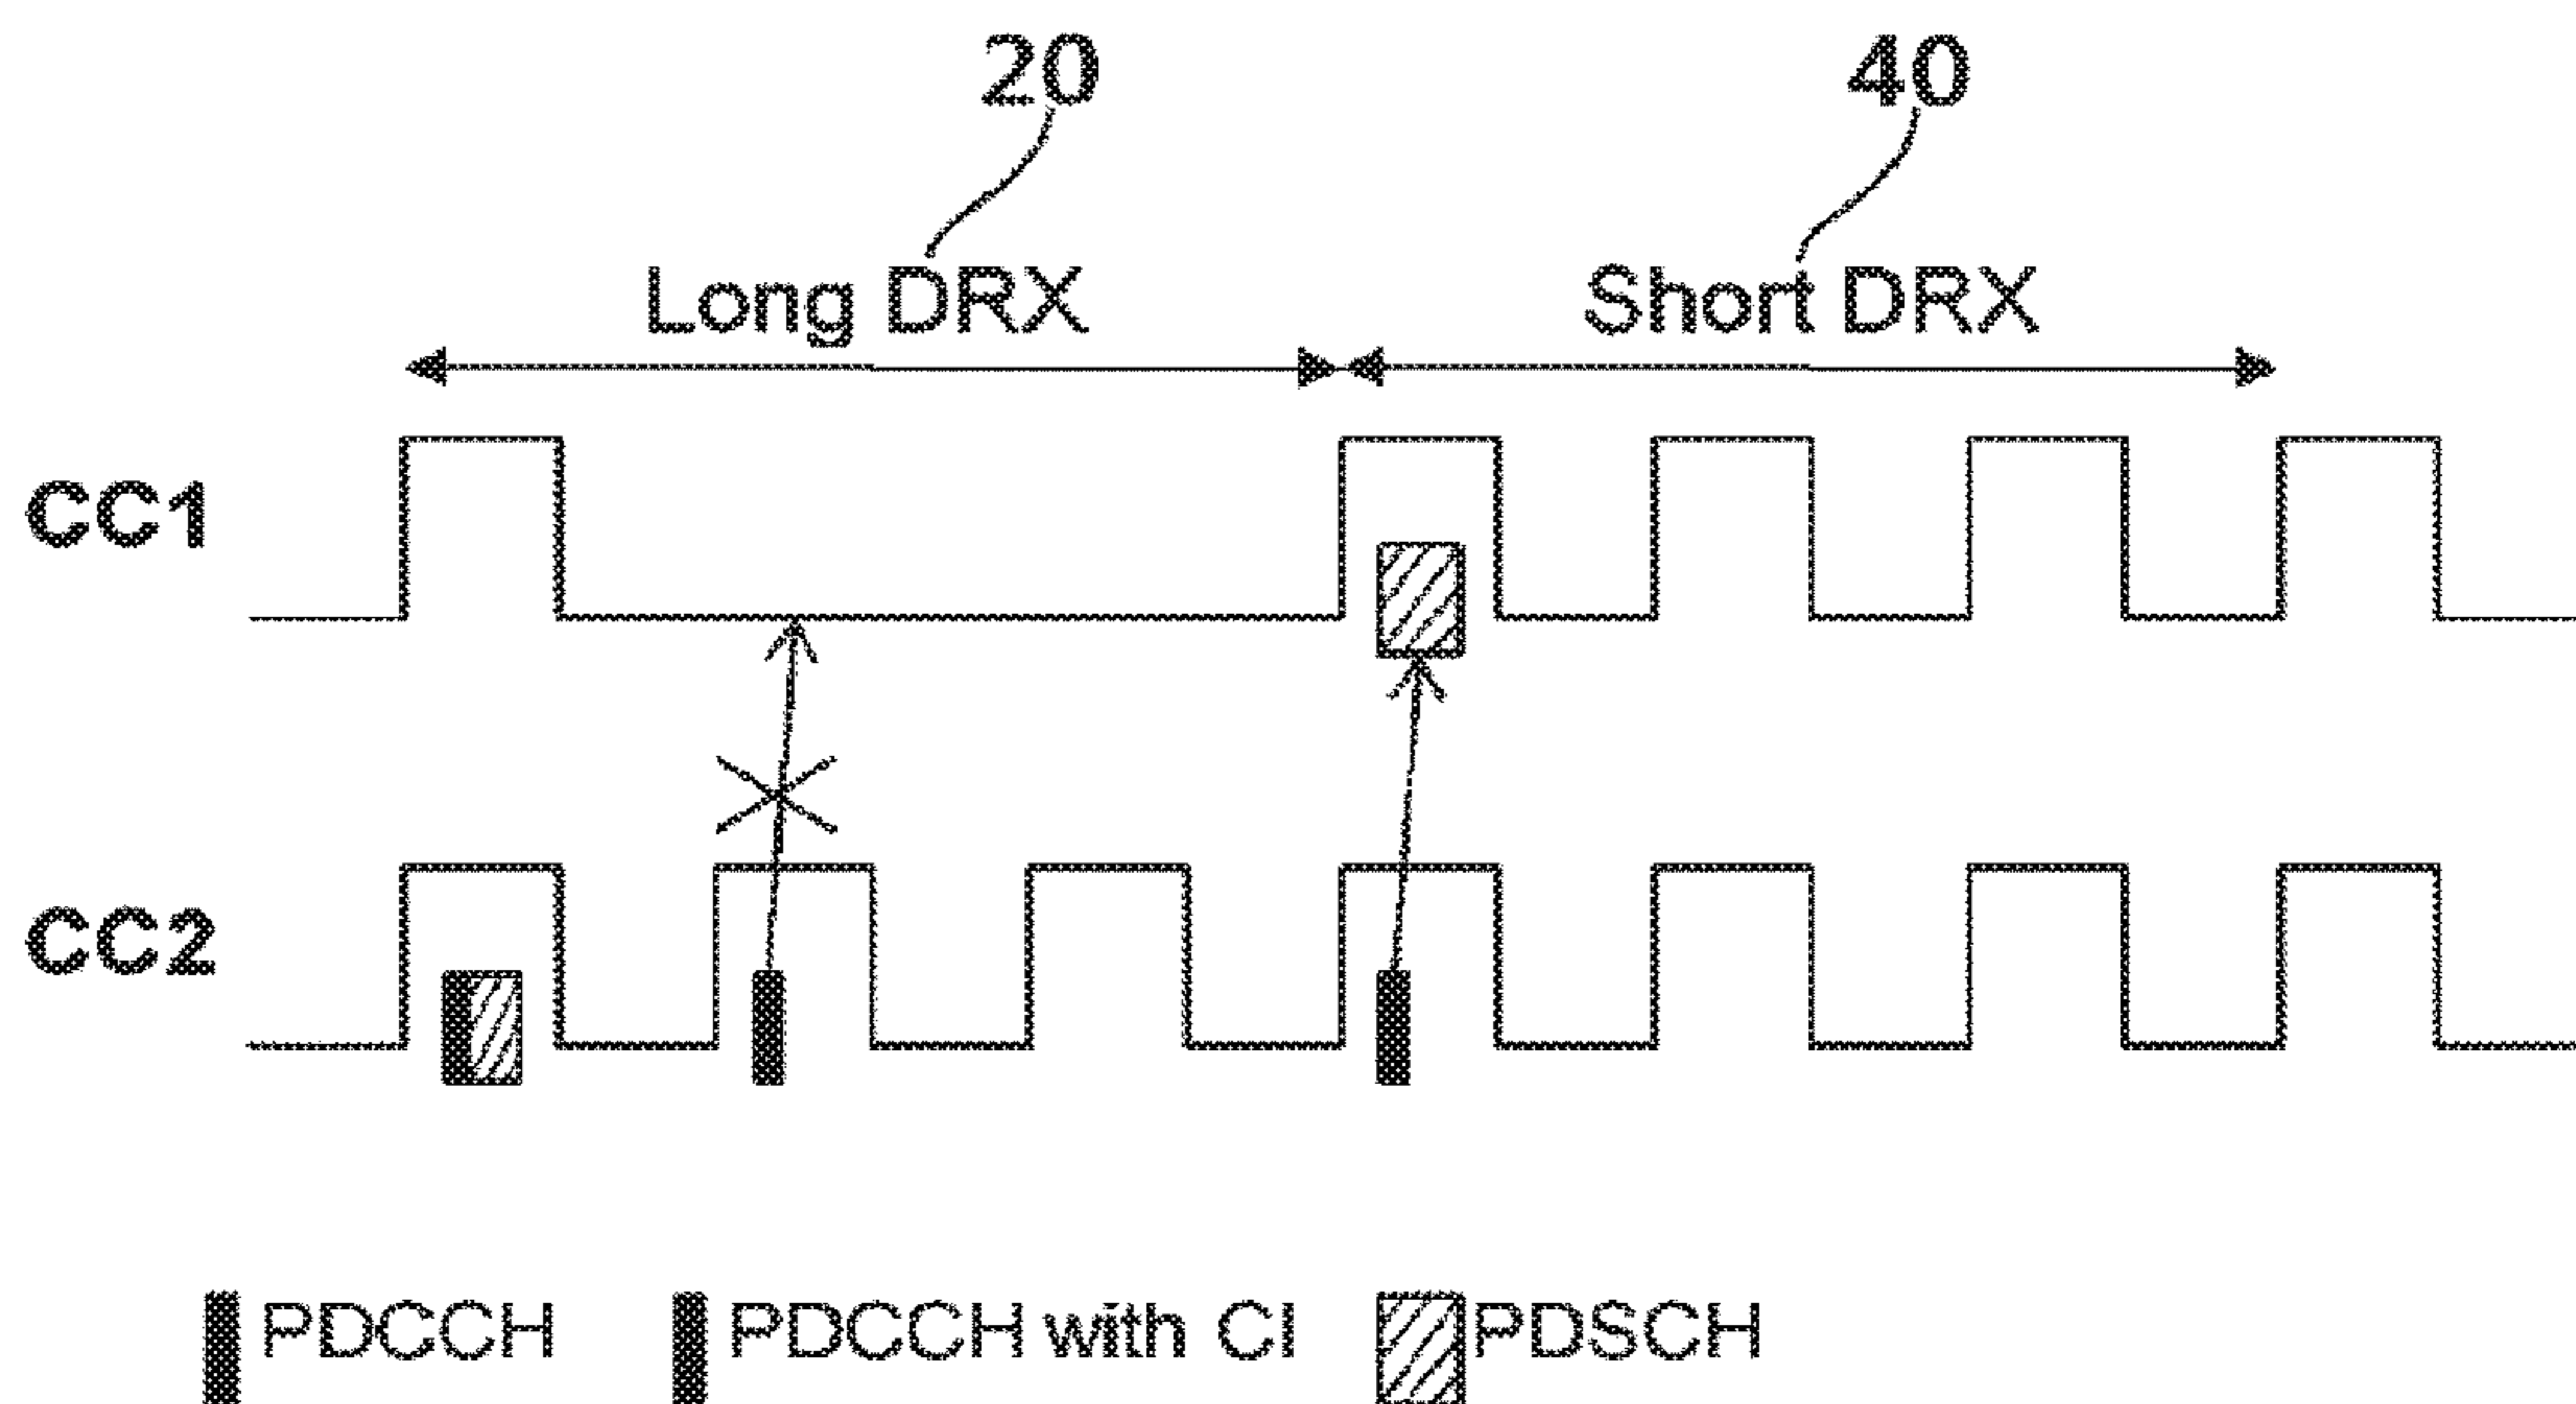 20 40
Long DRX Short DRX
CC1
CC2
PDCCH PDCCH with CI PDSCH